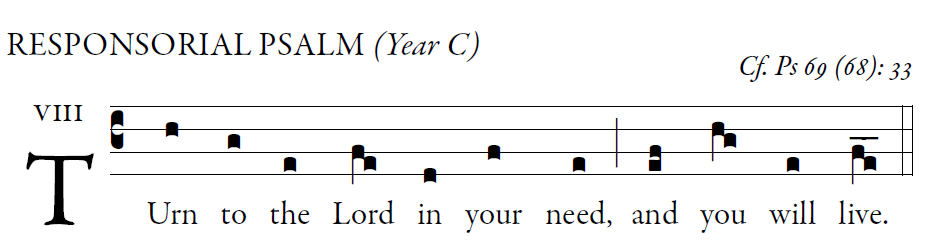 RESPONSORIAL PSALM (Year C)
Cf. Ps 69 (68): 33
VIII
TUrn to the Lord in your need, and you will live.